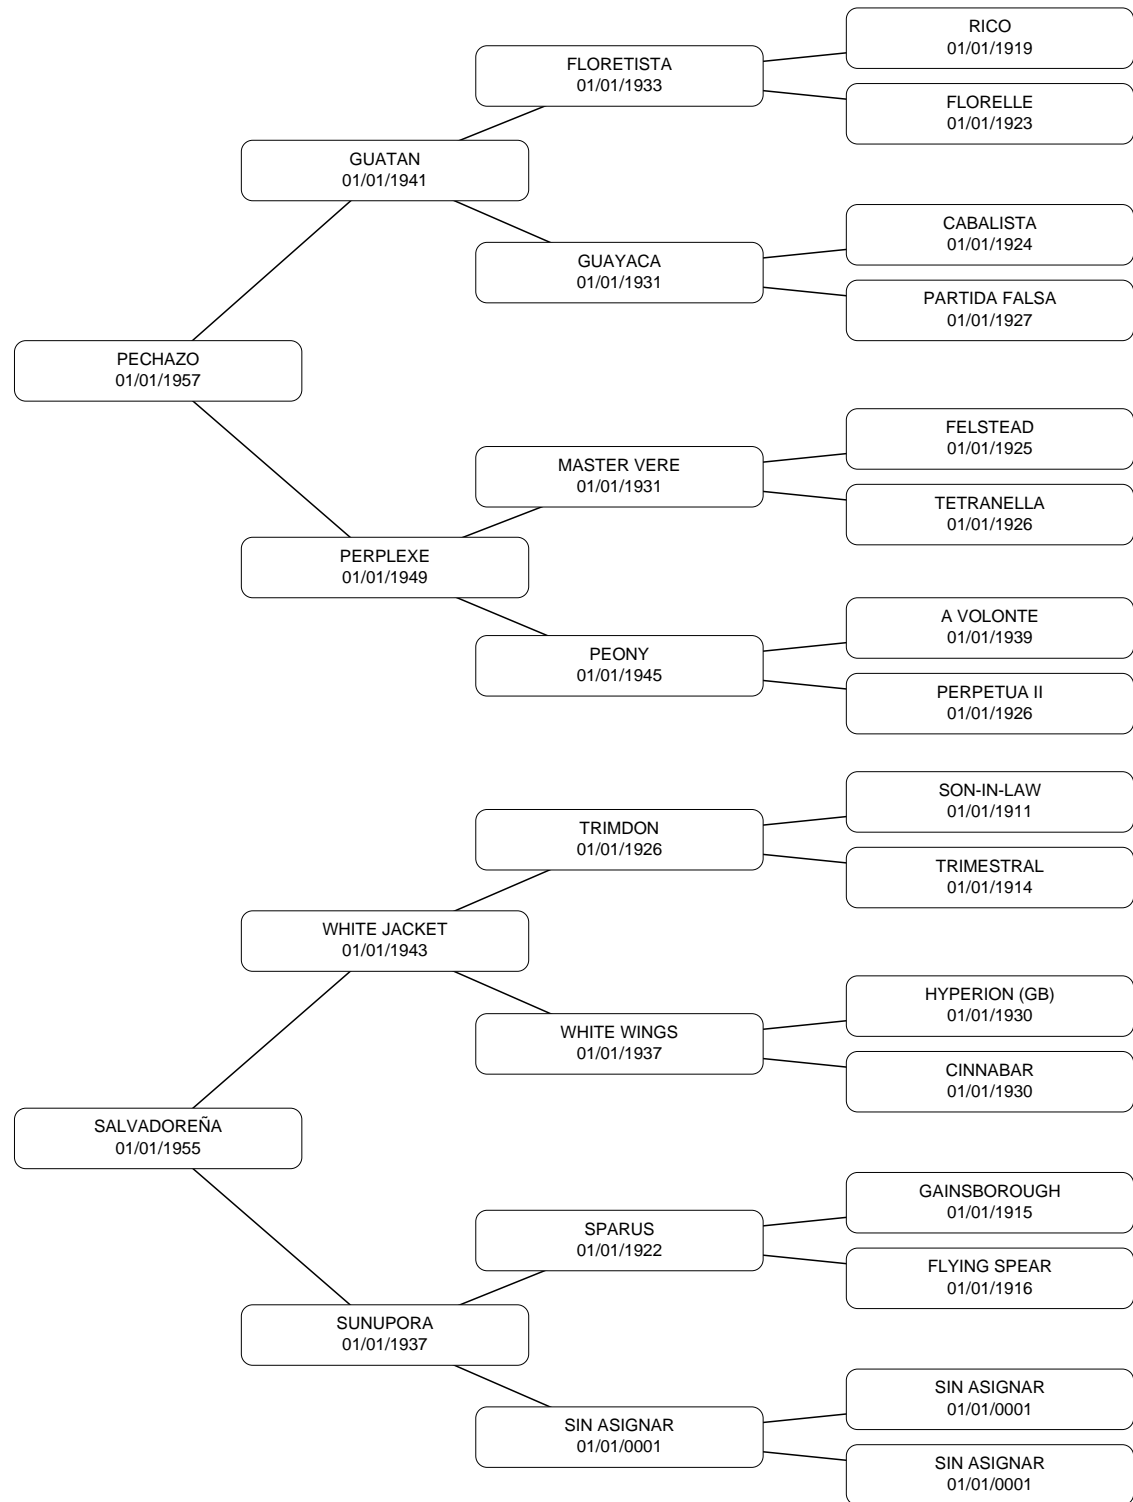 RICO
01/01/1919
FLORETISTA
01/01/1933
FLORELLE
01/01/1923
GUATAN
01/01/1941
CABALISTA
01/01/1924
GUAYACA
01/01/1931
PARTIDA FALSA
01/01/1927
PECHAZO
01/01/1957
FELSTEAD
01/01/1925
MASTER VERE
01/01/1931
TETRANELLA
01/01/1926
PERPLEXE
01/01/1949
A VOLONTE
01/01/1939
PEONY
01/01/1945
PERPETUA II
01/01/1926
SON-IN-LAW
01/01/1911
TRIMDON
01/01/1926
TRIMESTRAL
01/01/1914
WHITE JACKET
01/01/1943
HYPERION (GB)
01/01/1930
WHITE WINGS
01/01/1937
CINNABAR
01/01/1930
SALVADOREÑA
01/01/1955
GAINSBOROUGH
01/01/1915
SPARUS
01/01/1922
FLYING SPEAR
01/01/1916
SUNUPORA
01/01/1937
SIN ASIGNAR
01/01/0001
SIN ASIGNAR
01/01/0001
SIN ASIGNAR
01/01/0001